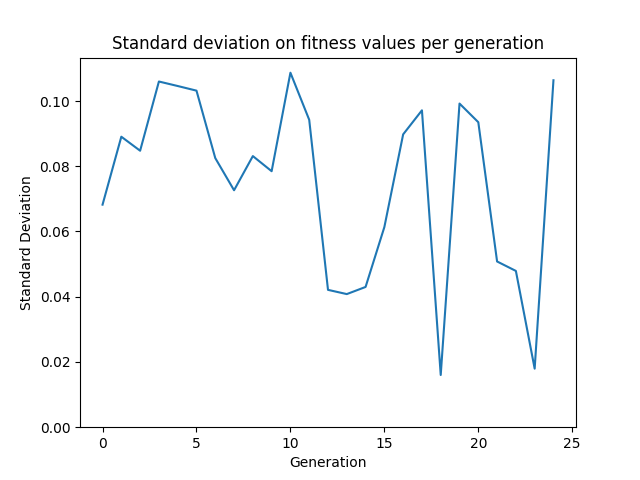 Standard deviation on fitness values per generation
Standard Deviation
0.10
0.08
0.06
0.04
0.02
0.00
0 5 10 15 20 25
Generation